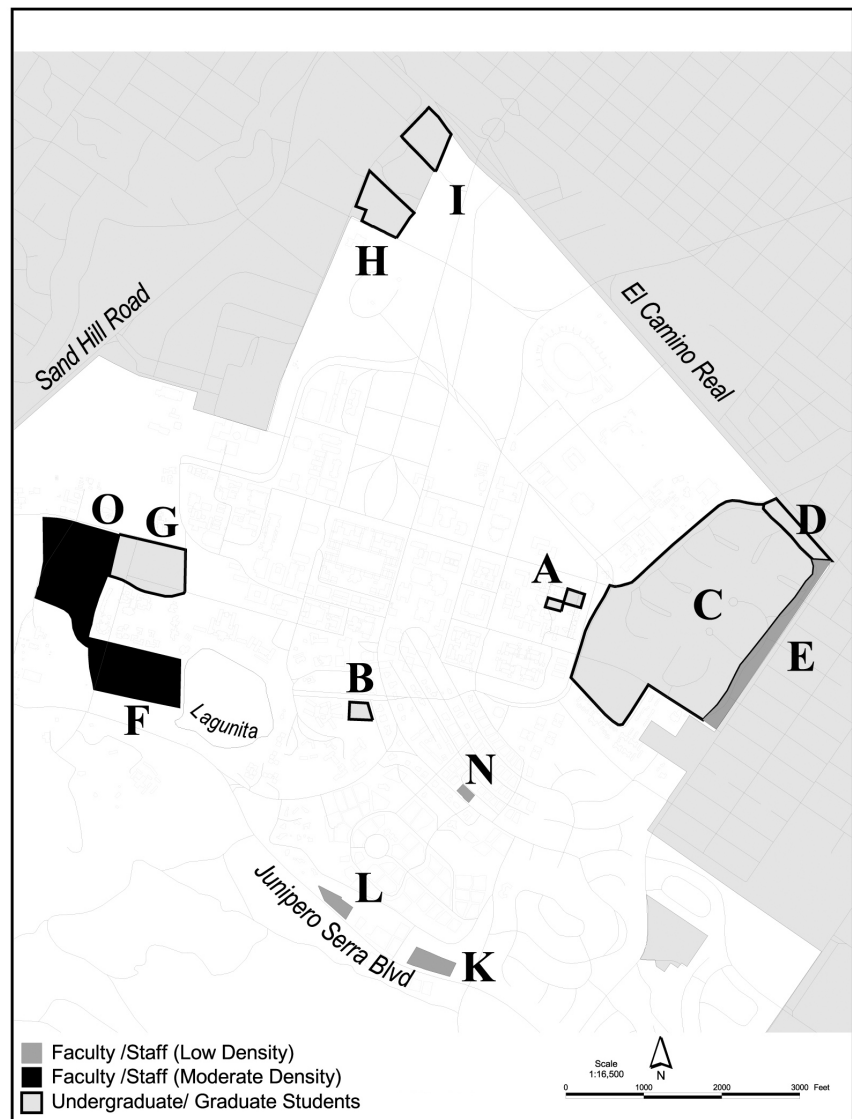 I
H
Sand Hill Road
El Camino Real
O
G
D
A
C
E
B
F
Lagunita
N
L
Junipero Serra Blvd
K
Faculty /Staff (Low Density)
Faculty /Staff (Moderate Density)
Undergraduate/ Graduate Students
Scale
1:16,500
N
0 1000 2000 3000 Feet